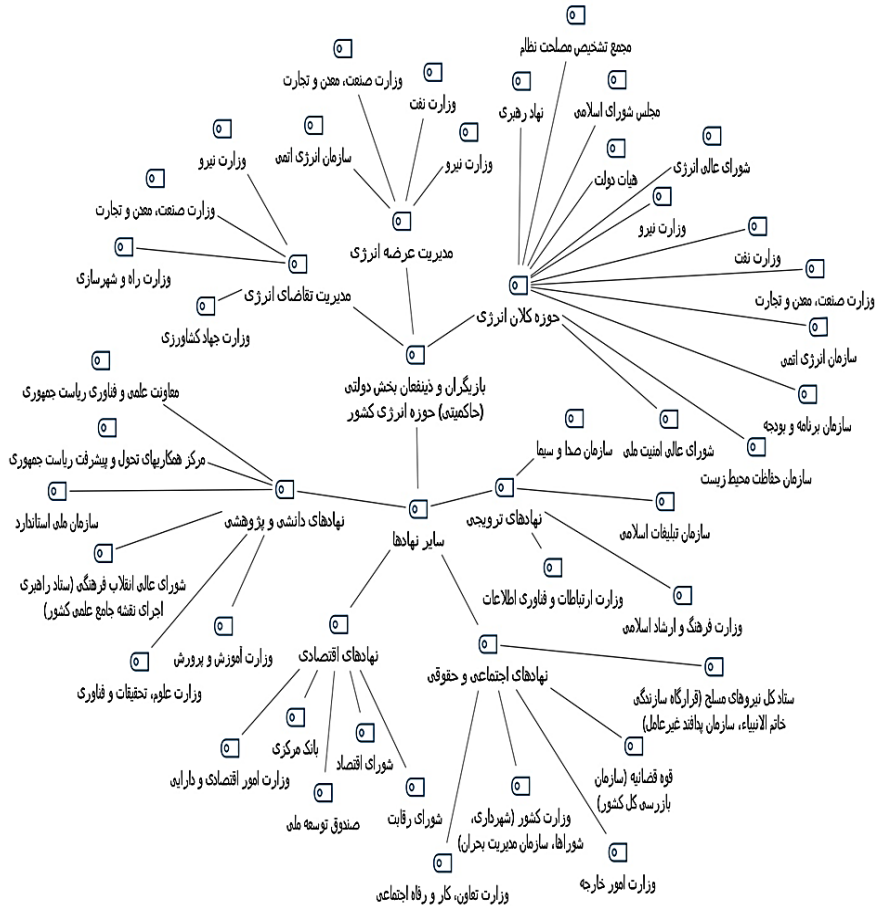 مجمع تشخیص مصلحت نظام
وزارت صنعت، معدن و تجارت
وزارت نفت
نهاد رهبری
مجلس شورای اسلامی
سازمان انرژی اتمی
وزارت نیرو
وزارت نیرو
هیات دولت
شورای عالی انرژی
وزارت صنعت، معدن و تجارت
وزارت نیرو
مدیریت عرضه انرژی
وزارت نفت
وزارت راه و شهرسازی
مدیریت تقاضای انرژی
وزارت صنعت، معدن و تجارت
حوزه کلان انرژی
وزارت جهاد کشاورزی
سازمان انرژی اتمی
بازیگران و ذینفعان بخش دولتی
(حاکمیتی) حوزه انرژی کشور
معاونت علمی و فناوری ریاست جمهوری
سازمان برنامه و بودجه
سازمان صدا و سیما
شورای عالی امنیت ملی
مرکز همکاریهای تحول و پیشرفت ریاست جمهوری
سازمان حفاظت محیط زیست
سازمان ملی استاندارد
نهادهای دانشی و پژوهشی
سایر نهادها
نهادهای ترویجی
سازمان تبلیغات اسلامی
شورای عالی انقلاب فرهنگی (ستاد راهبری
اجرای نقشه جامع علمی کشور)
وزارت ارتباطات و فناوری اطلاعات
وزارت فرهنگ و ارشاد اسلامی
وزارت آموزش و پرورش
نهادهای اقتصادی
نهادهای اجتماعی و حقوقی
وزارت علوم، تحقیقات و فناوری
ستاد کل نیروهای مسلح (قرارگاه سازندگی
خاتم الانبیاء، سازمان پدافند غیرعامل)
بانک مرکزی
شورای اقتصاد
وزارت امور اقتصادی و دارایی
قوه قضائیه (سازمان
بازرسی کل کشور)
صندوق توسعه ملی
شورای رقابت
وزارت کشور (شهرداری،
شوراها، سازمان مدیریت بحران)
وزارت تعاون، کار و رفاه اجتماعی
وزارت امور خارجه